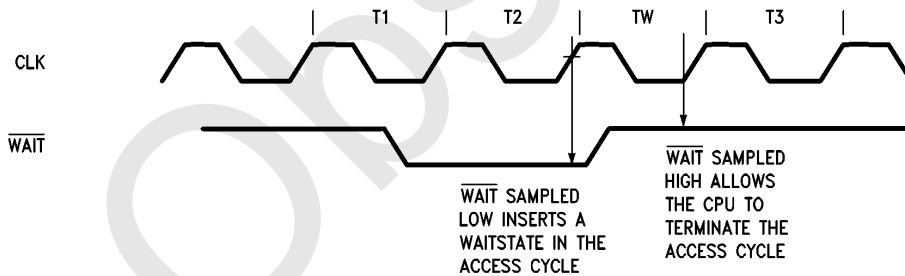 T1 T2 TW T3
CLK
WAIT
WAIT SAMPLED
LOW INSERTS A
WAITSTATE IN THE
ACCESS CYCLE
WAIT SAMPLED
HIGH ALLOWS
THE CPU TO
TERMINATE THE
ACCESS CYCLE
Obs